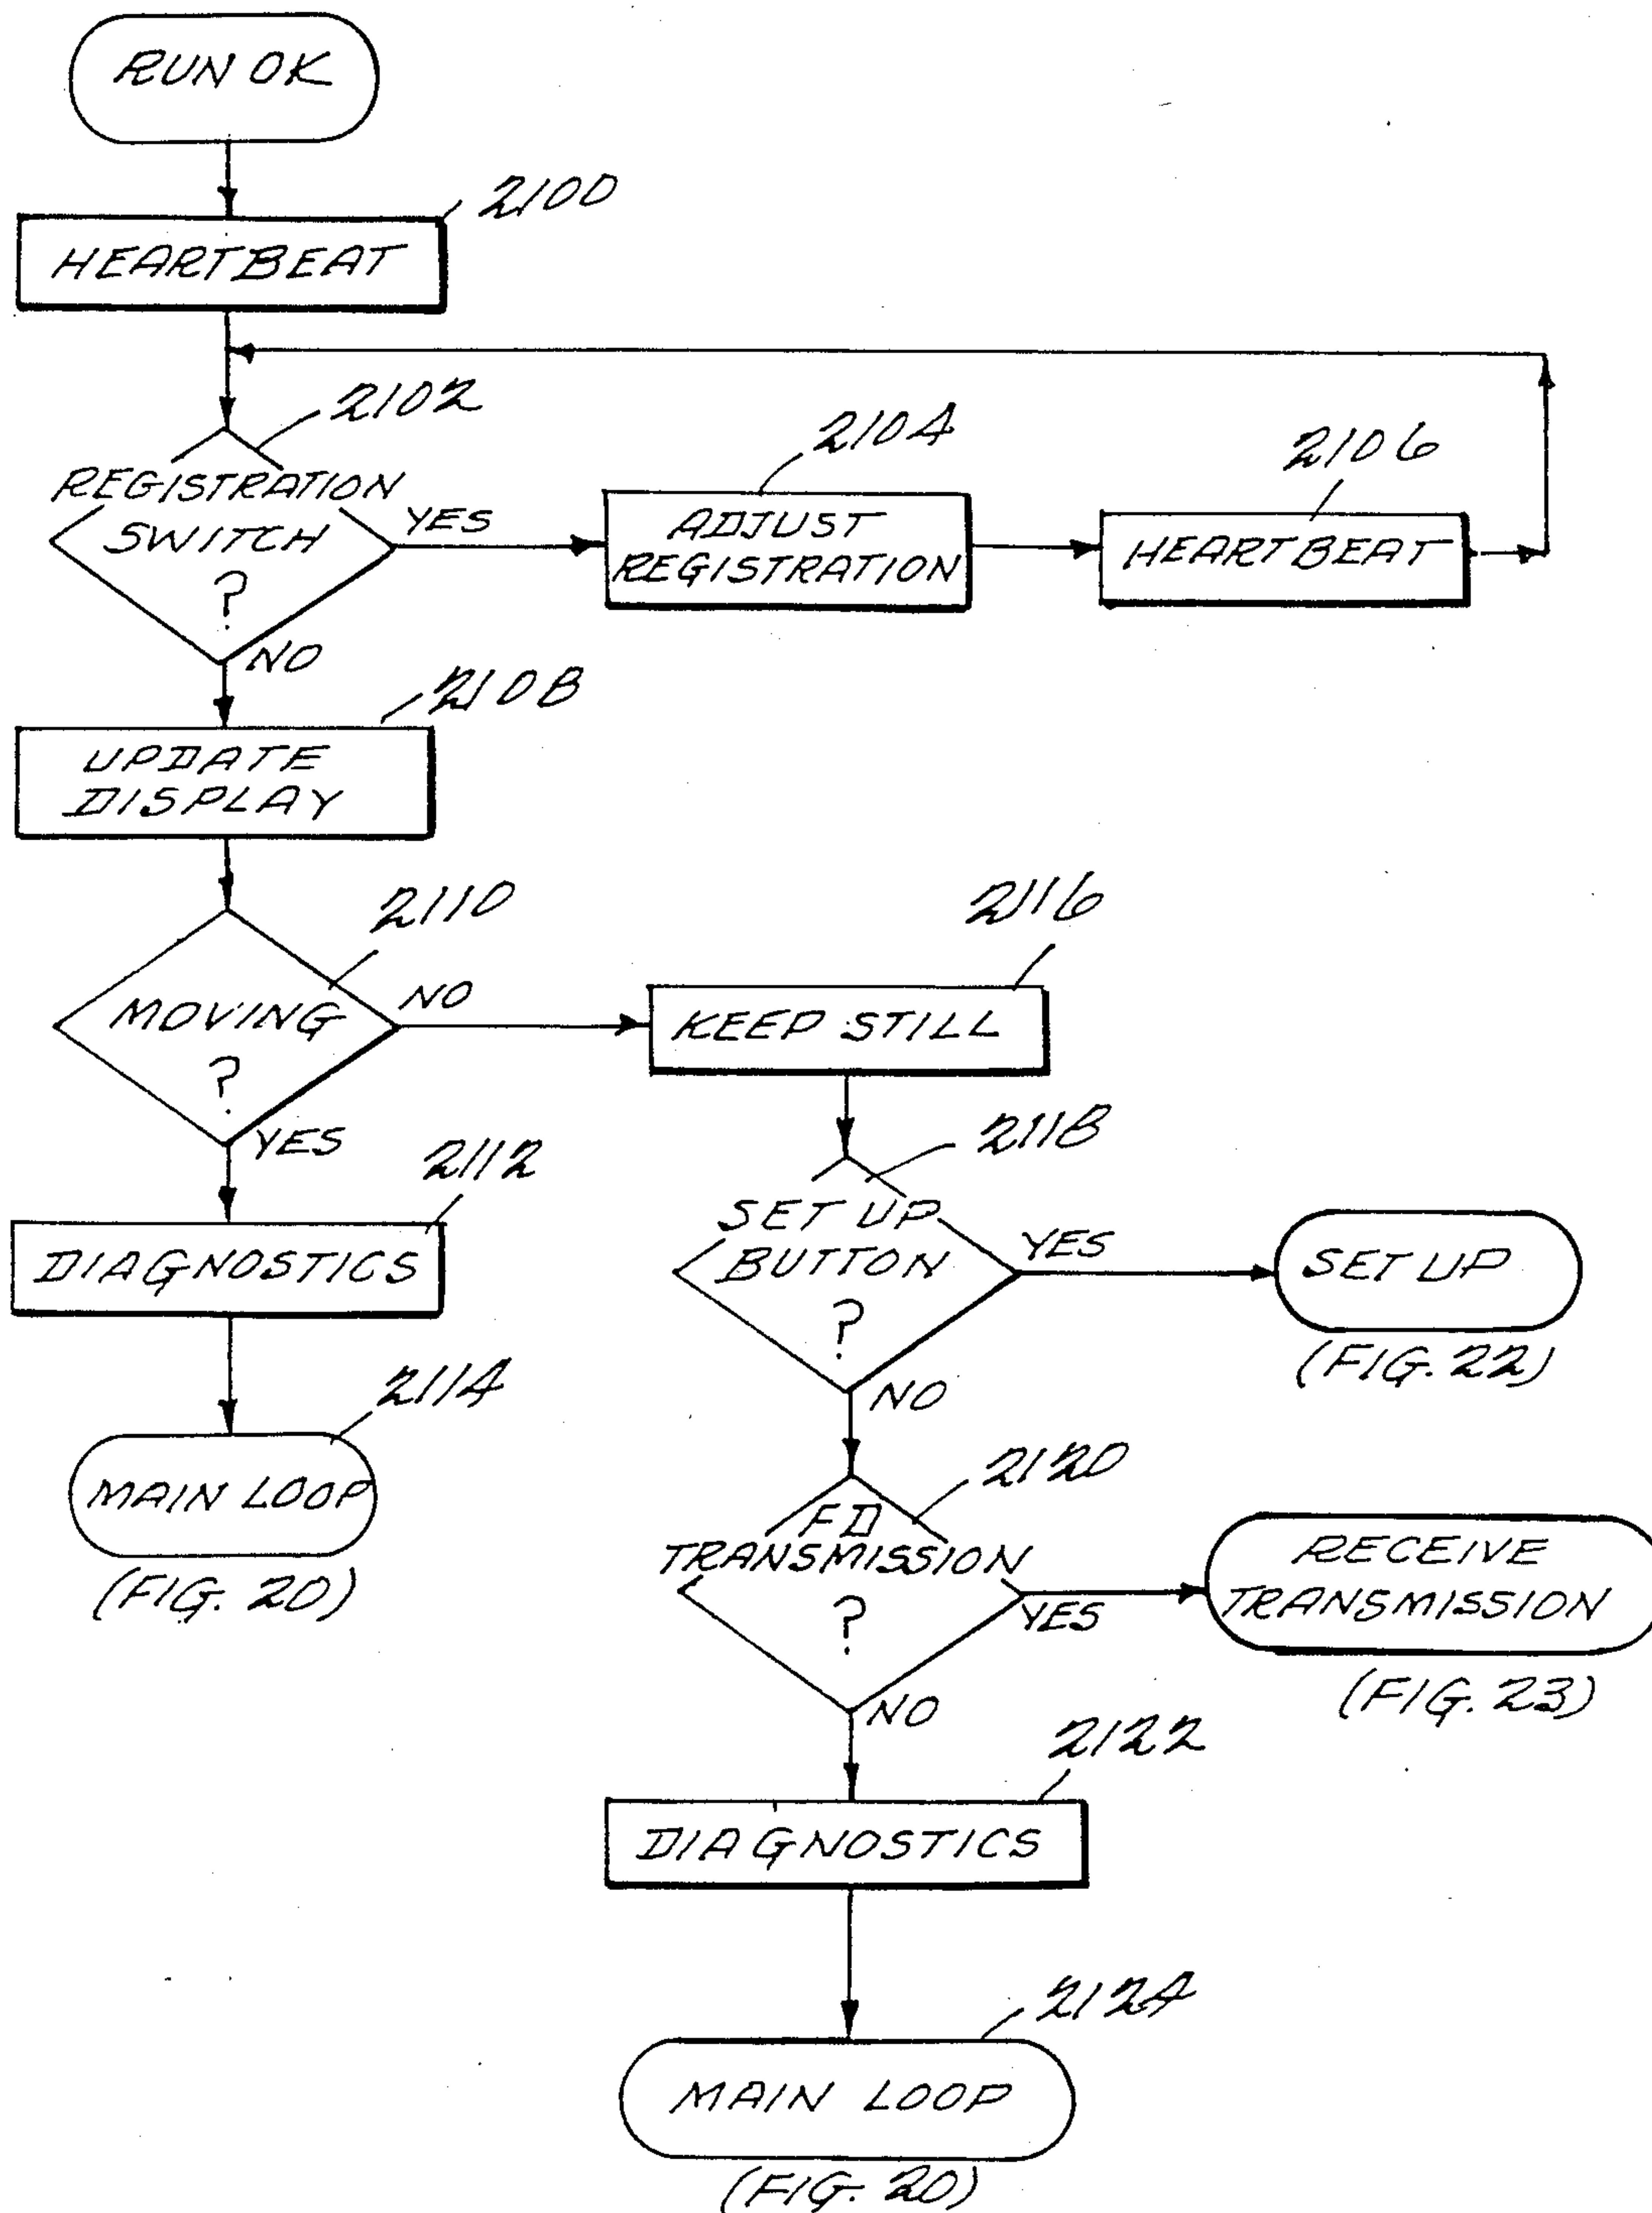 RUN OK
2100
HEARTBEAT
2102
REGISTRATION
SWITCH
?
YES
NO
2104
ADJUST
REGISTRATION
2106
HEARTBEAT
2108
UPDATE
DISPLAY
2110
MOVING
?
NO
YES
2112
DIAGNOSTICS
2114
MAIN LOOP
(FIG. 20)
2116
KEEP STILL
2118
SET UP
BUTTON
?
YES
NO
SET UP
(FIG. 22)
2120
FD
TRANSMISSION
?
YES
NO
RECEIVE
TRANSMISSION
(FIG. 23)
2122
DIAGNOSTICS
2124
MAIN LOOP
(FIG. 20)